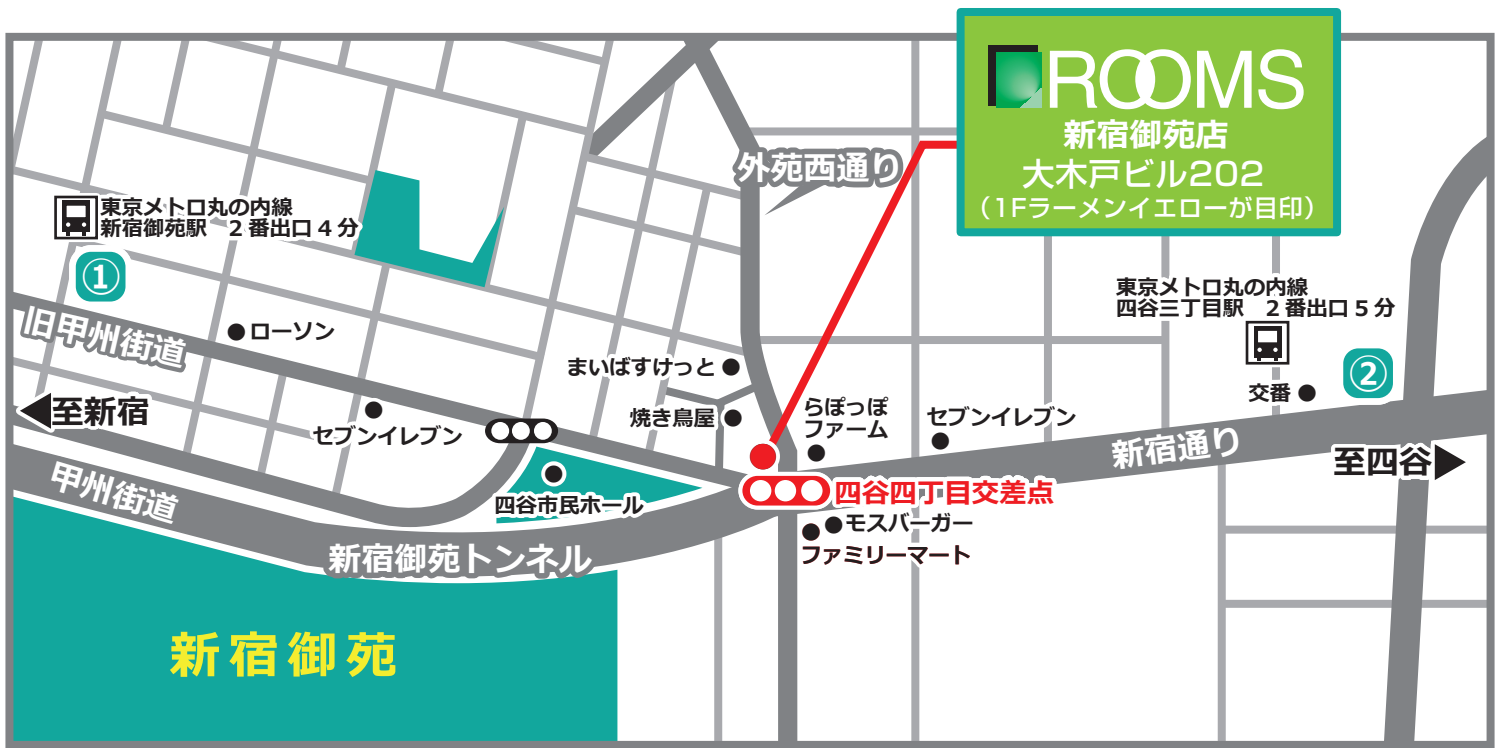 ROOMS
新宿御苑店
大木戸ビル202
（1Fラーメンイエローが目印）
外苑西通り
東京メトロ丸の内線
新宿御苑駅　２番出口４分
①
東京メトロ丸の内線
四谷三丁目駅　２番出口５分
②
交番
旧甲州街道
ローソン
まいばすけっと
至新宿
セブンイレブン
焼き鳥屋
らぽっぽ
ファーム
セブンイレブン
新宿通り
至四谷
甲州街道
四谷市民ホール
四谷四丁目交差点
モスバーガー
ファミリーマート
新宿御苑トンネル
新宿御苑